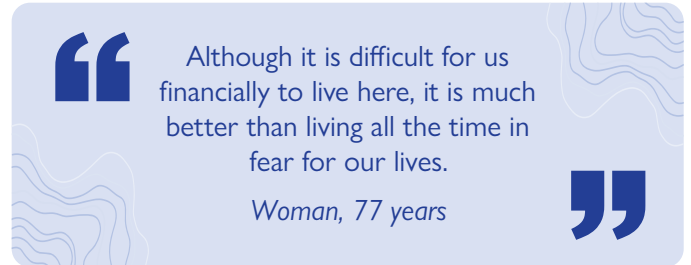 Although it is difficult for us
financially to live here, it is much
better than living all the time in
fear for our lives.
Woman, 77 years